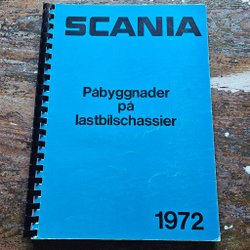 SCANIA
Påbyggnader
på
lastbilschassier
1972